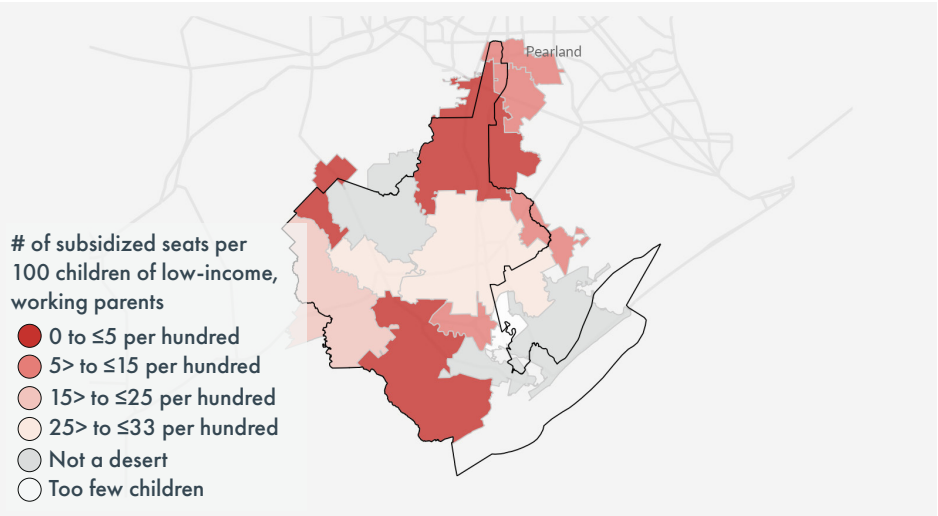 Pearland
# of subsidized seats per
100 children of low-income,
working parents
0 to ≤5 per hundred
5> to ≤15 per hundred
15> to ≤25 per hundred
25> to ≤33 per hundred
Not a desert
Too few children